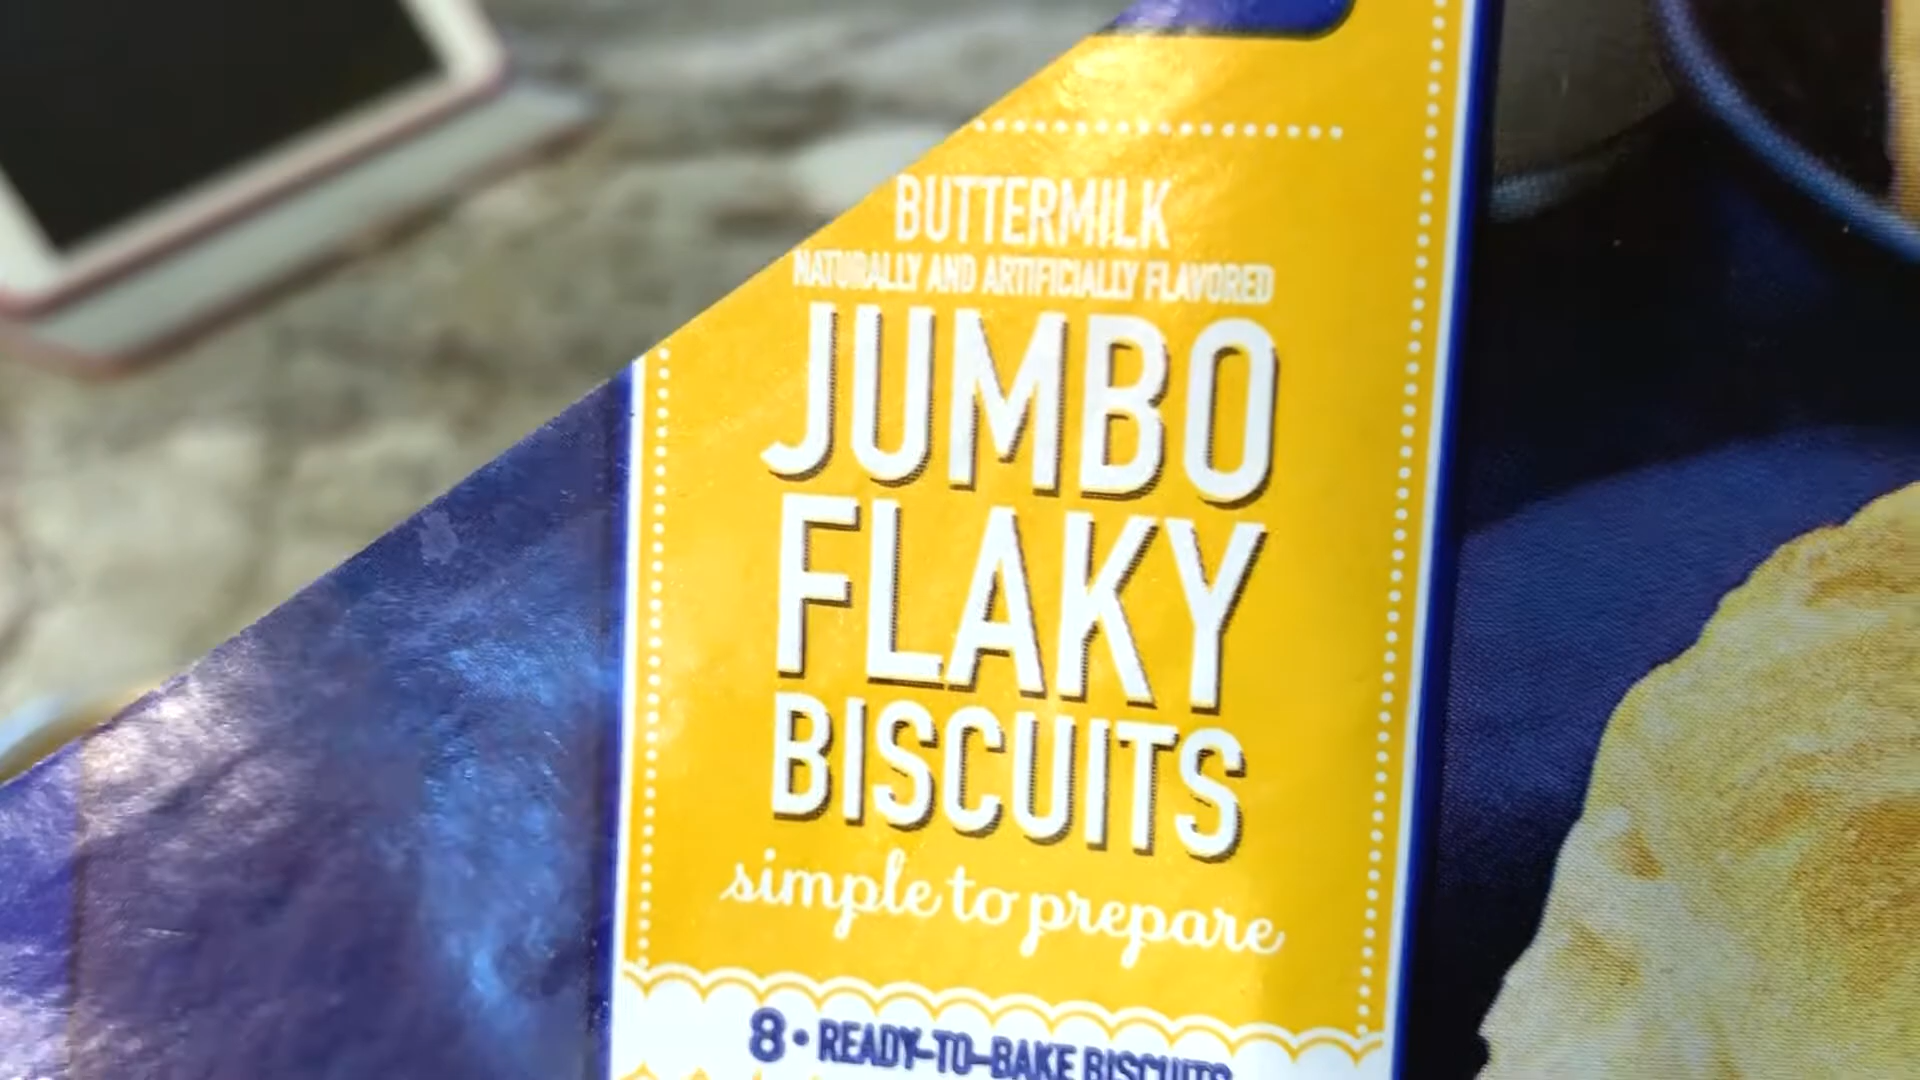 BUTTERMILK
NATURALLY AND ARTIFICIALLY FLAVORED
JUMBO
FLAKY
BISCUITS
simple to prepare
8 • READY-TO-BAKE BISCUITS